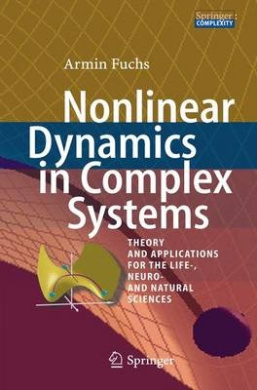 Springer
COMPLEXITY
Armin Fuchs
Nonlinear
Dynamics
in Complex
Systems
THEORY
AND APPLICATIONS
FOR THE LIFE-,
NEURO-
AND NATURAL
SCIENCES
Springer